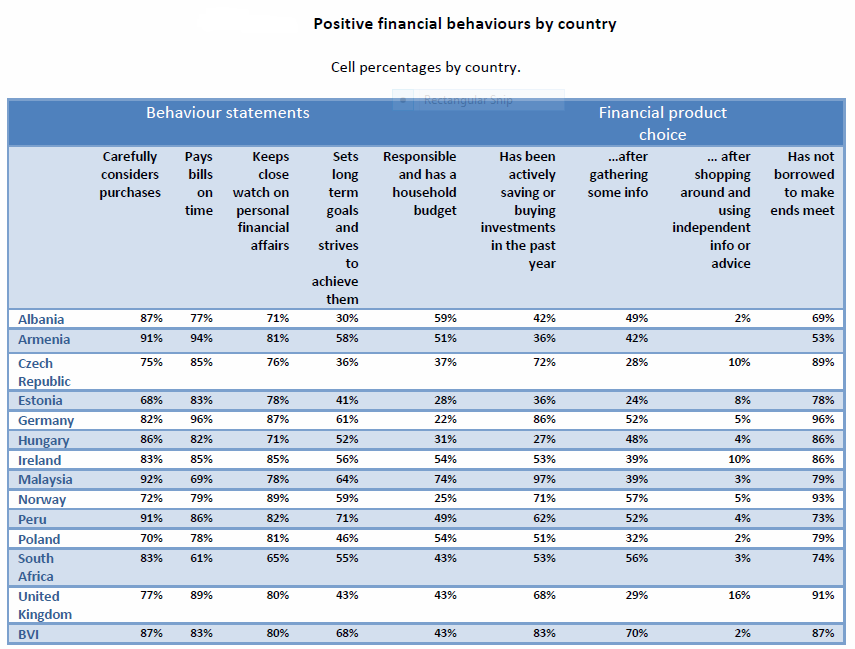 Positive financial behaviours by country
Cell percentages by country.
Rectangular Snip
Behaviour statements Financial product
choice
Carefully Pays Keeps Sets Responsible Has been …after … after Has not
considers bills close long and has a actively gathering shopping borrowed
purchases on watch on term household saving or some info around and to make
time personal goals budget buying using ends meet
financial and investments independent
affairs strives in the past info or
to year advice
achieve
them
Albania 87% 77% 71% 30% 59% 42% 49% 2% 69%
Armenia 91% 94% 81% 58% 51% 36% 42% 53%
Czech 75% 85% 76% 36% 37% 72% 28% 10% 89%
Republic
Estonia 68% 83% 78% 41% 28% 36% 24% 8% 78%
Germany 82% 96% 87% 61% 22% 86% 52% 5% 96%
Hungary 86% 82% 71% 52% 31% 27% 48% 4% 86%
Ireland 83% 85% 85% 56% 54% 53% 39% 10% 86%
Malaysia 92% 69% 78% 64% 74% 97% 39% 3% 79%
Norway 72% 79% 89% 59% 25% 71% 57% 5% 93%
Peru 91% 86% 82% 71% 49% 62% 52% 4% 73%
Poland 70% 78% 81% 46% 54% 51% 32% 2% 79%
South 83% 61% 65% 55% 43% 53% 56% 3% 74%
Africa
United 77% 89% 80% 43% 43% 68% 29% 16% 91%
Kingdom
BVI 87% 83% 80% 68% 43% 83% 70% 2% 87%